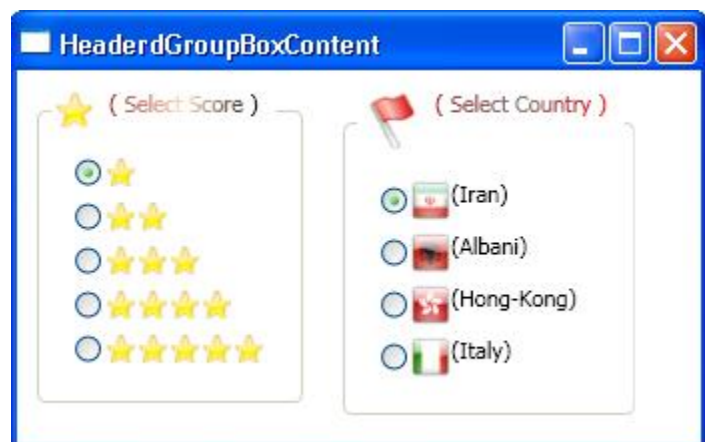 HeaderdGroupBoxContent
( Select Score )
( Select Country )
(Iran)
(Albani)
(Hong-Kong)
(Italy)